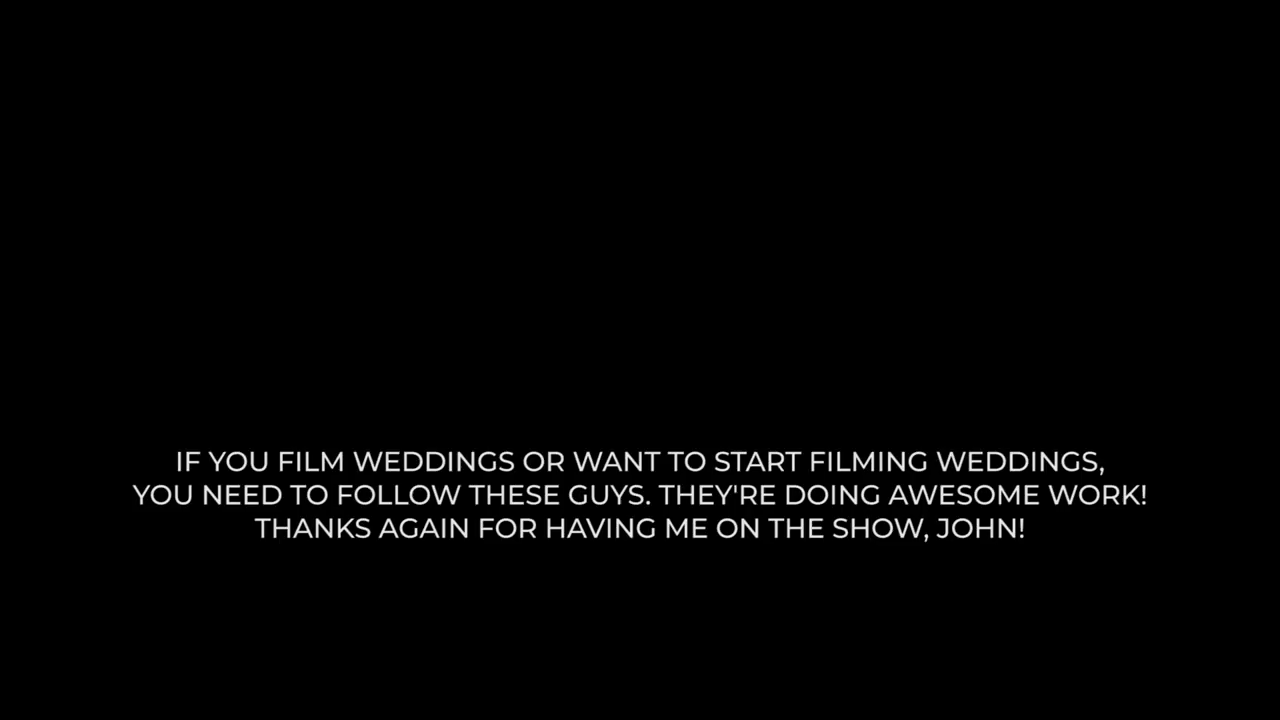 IF YOU FILM WEDDINGS OR WANT TO START FILMING WEDDINGS,
YOU NEED TO FOLLOW THESE GUYS. THEY'RE DOING AWESOME WORK!
THANKS AGAIN FOR HAVING ME ON THE SHOW, JOHN!